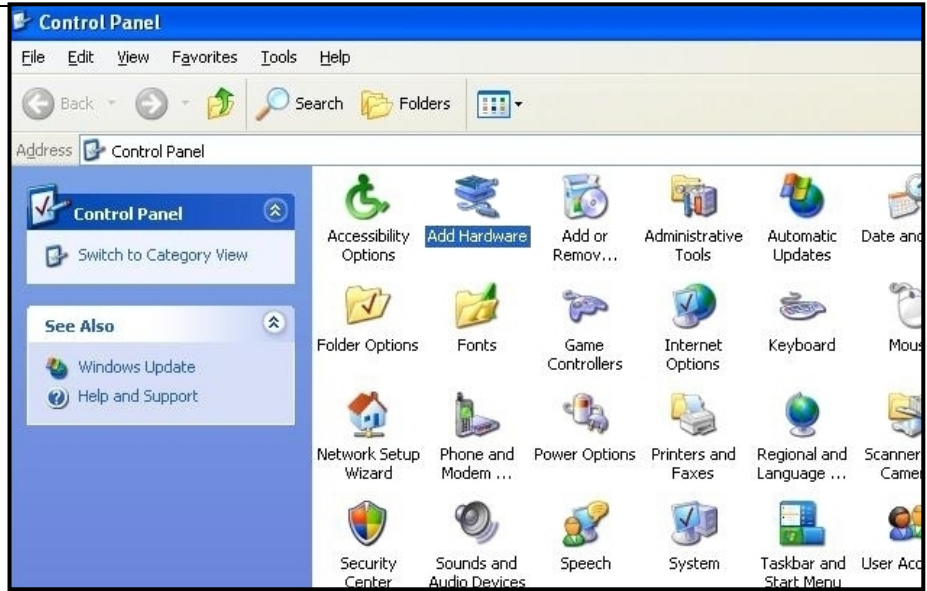 Control Panel
File Edit View Favorites Tools Help
Back Search Folders
Address Control Panel
Control Panel
Switch to Category View
See Also
Windows Update
Help and Support
Accessibility Options
Add Hardware
Add or Remov...
Administrative Tools
Automatic Updates
Date and
Folder Options
Fonts
Game Controllers
Internet Options
Keyboard
Mous
Network Setup Wizard
Phone and Modem ...
Power Options
Printers and Faxes
Regional and Language ...
Scanner Camer
Security Center
Sounds and Audio Devices
Speech
System
Taskbar and Start Menu
User Acc